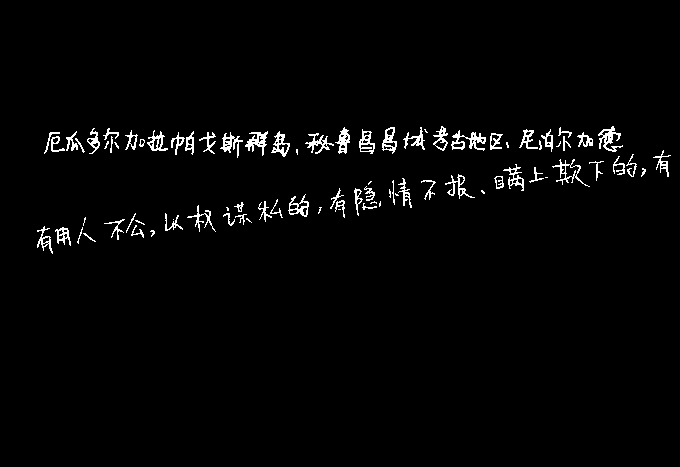 厄瓜多尔加拉帕戈斯群岛、秘鲁昌昌城考古地区、尼泊尔加德
有用人不公,以权谋私的,有隐情不报、瞒上欺下的,有